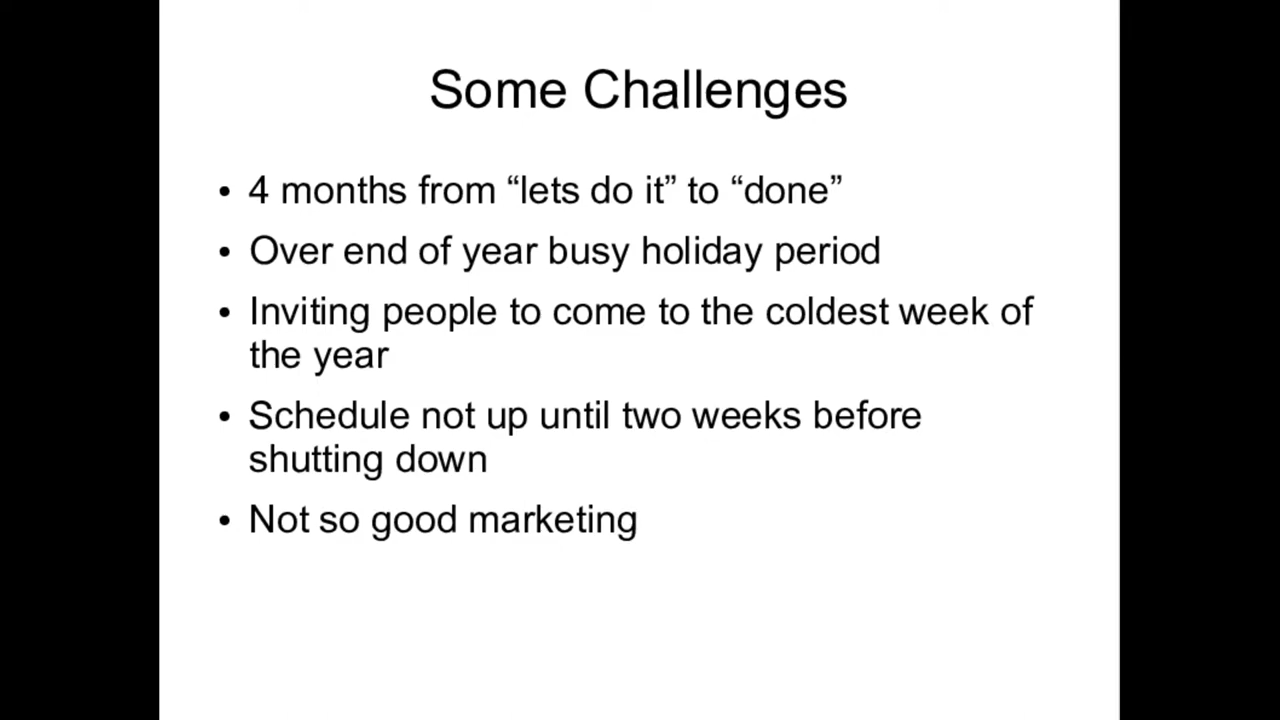 Some Challenges
• 4 months from “lets do it” to “done”
• Over end of year busy holiday period
• Inviting people to come to the coldest week of
the year
• Schedule not up until two weeks before
shutting down
• Not so good marketing